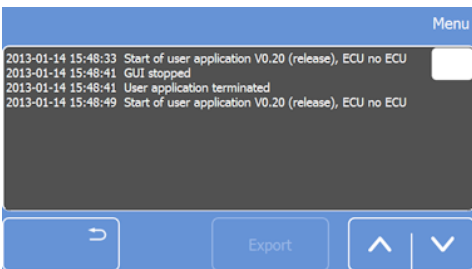 Menu
2013-01-14 15:48:33 Start of user application V0.20 (release), ECU no ECU
2013-01-14 15:48:41 GUI stopped
2013-01-14 15:48:41 User application terminated
2013-01-14 15:48:49 Start of user application V0.20 (release), ECU no ECU
Export